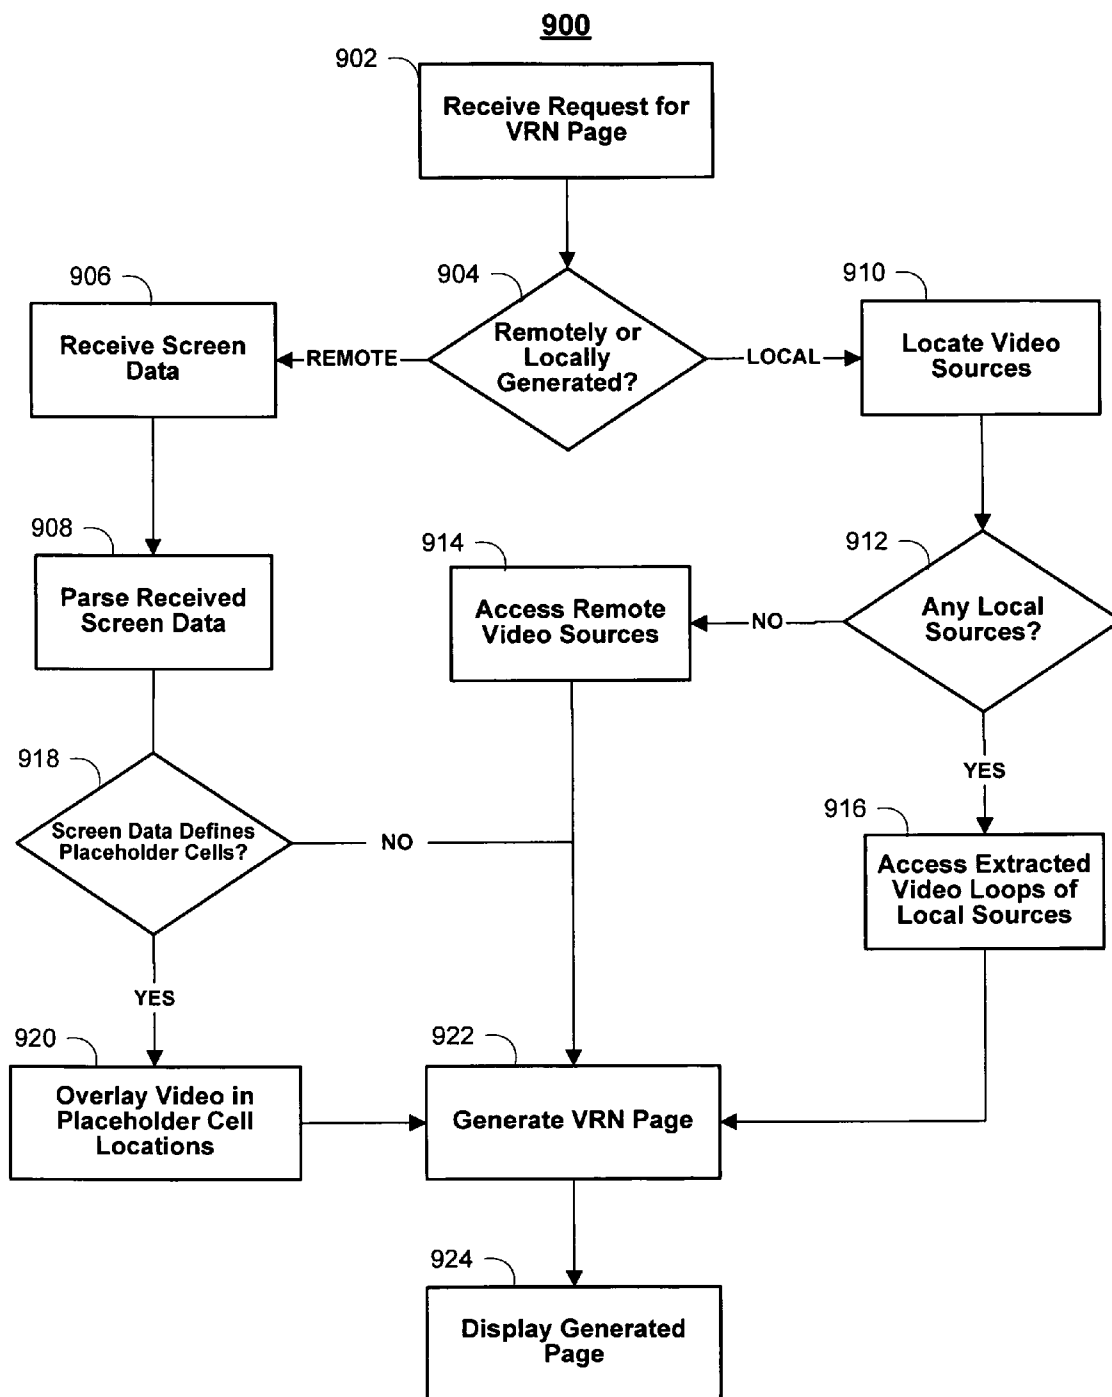 900
902
Receive Request for
VRN Page
904
Remotely or
Locally
Generated?
REMOTE
LOCAL
906
Receive Screen
Data
910
Locate Video
Sources
908
Parse Received
Screen Data
914
Access Remote
Video Sources
912
Any Local
Sources?
NO
YES
918
Screen Data Defines
Placeholder Cells?
NO
YES
916
Access Extracted
Video Loops of
Local Sources
920
Overlay Video in
Placeholder Cell
Locations
922
Generate VRN Page
924
Display Generated
Page